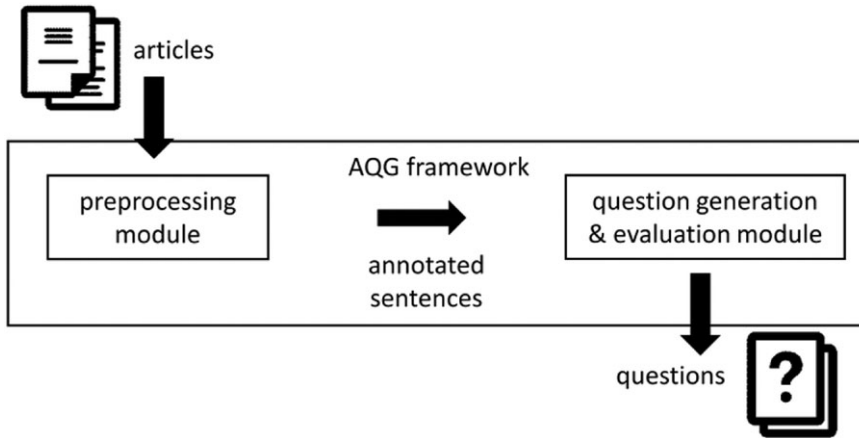 articles
AQG framework
preprocessing
module
annotated
sentences
question generation
& evaluation module
questions
?